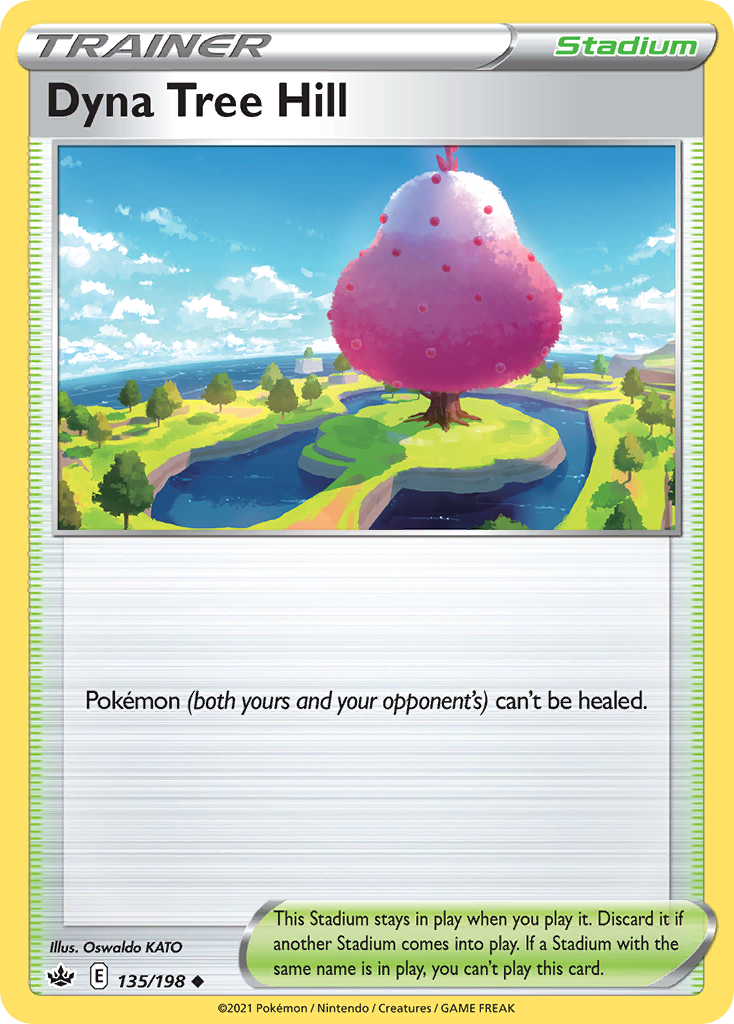 TRAINER
Stadium
Dyna Tree Hill
Pokémon (both yours and your opponent's) can't be healed.
This Stadium stays in play when you play it. Discard it if
another Stadium comes into play. If a Stadium with the
same name is in play, you can't play this card.
Illus. Oswaldo KATO
E
135/198
©2021 Pokémon / Nintendo / Creatures / GAME FREAK